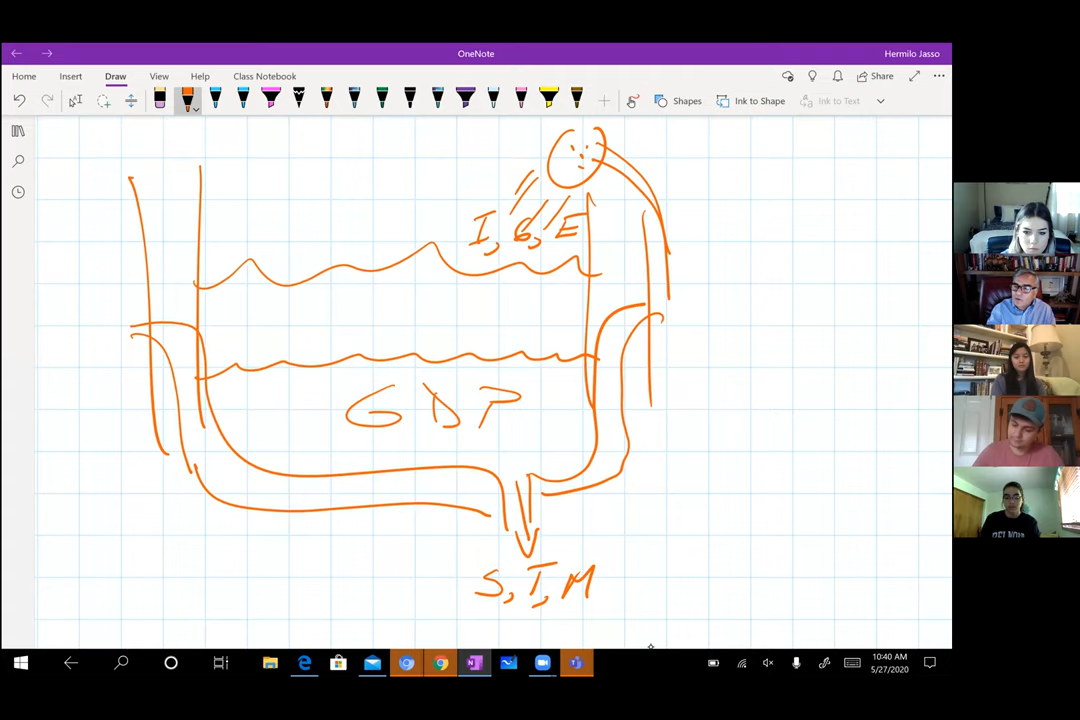 OneNote
Hermilo Jasso
Home Insert Draw View Help Class Notebook
Share
Shapes Ink to Shape Ink to Text
I, G, E
GDP
S, T, M
10:40 AM
5/27/2020